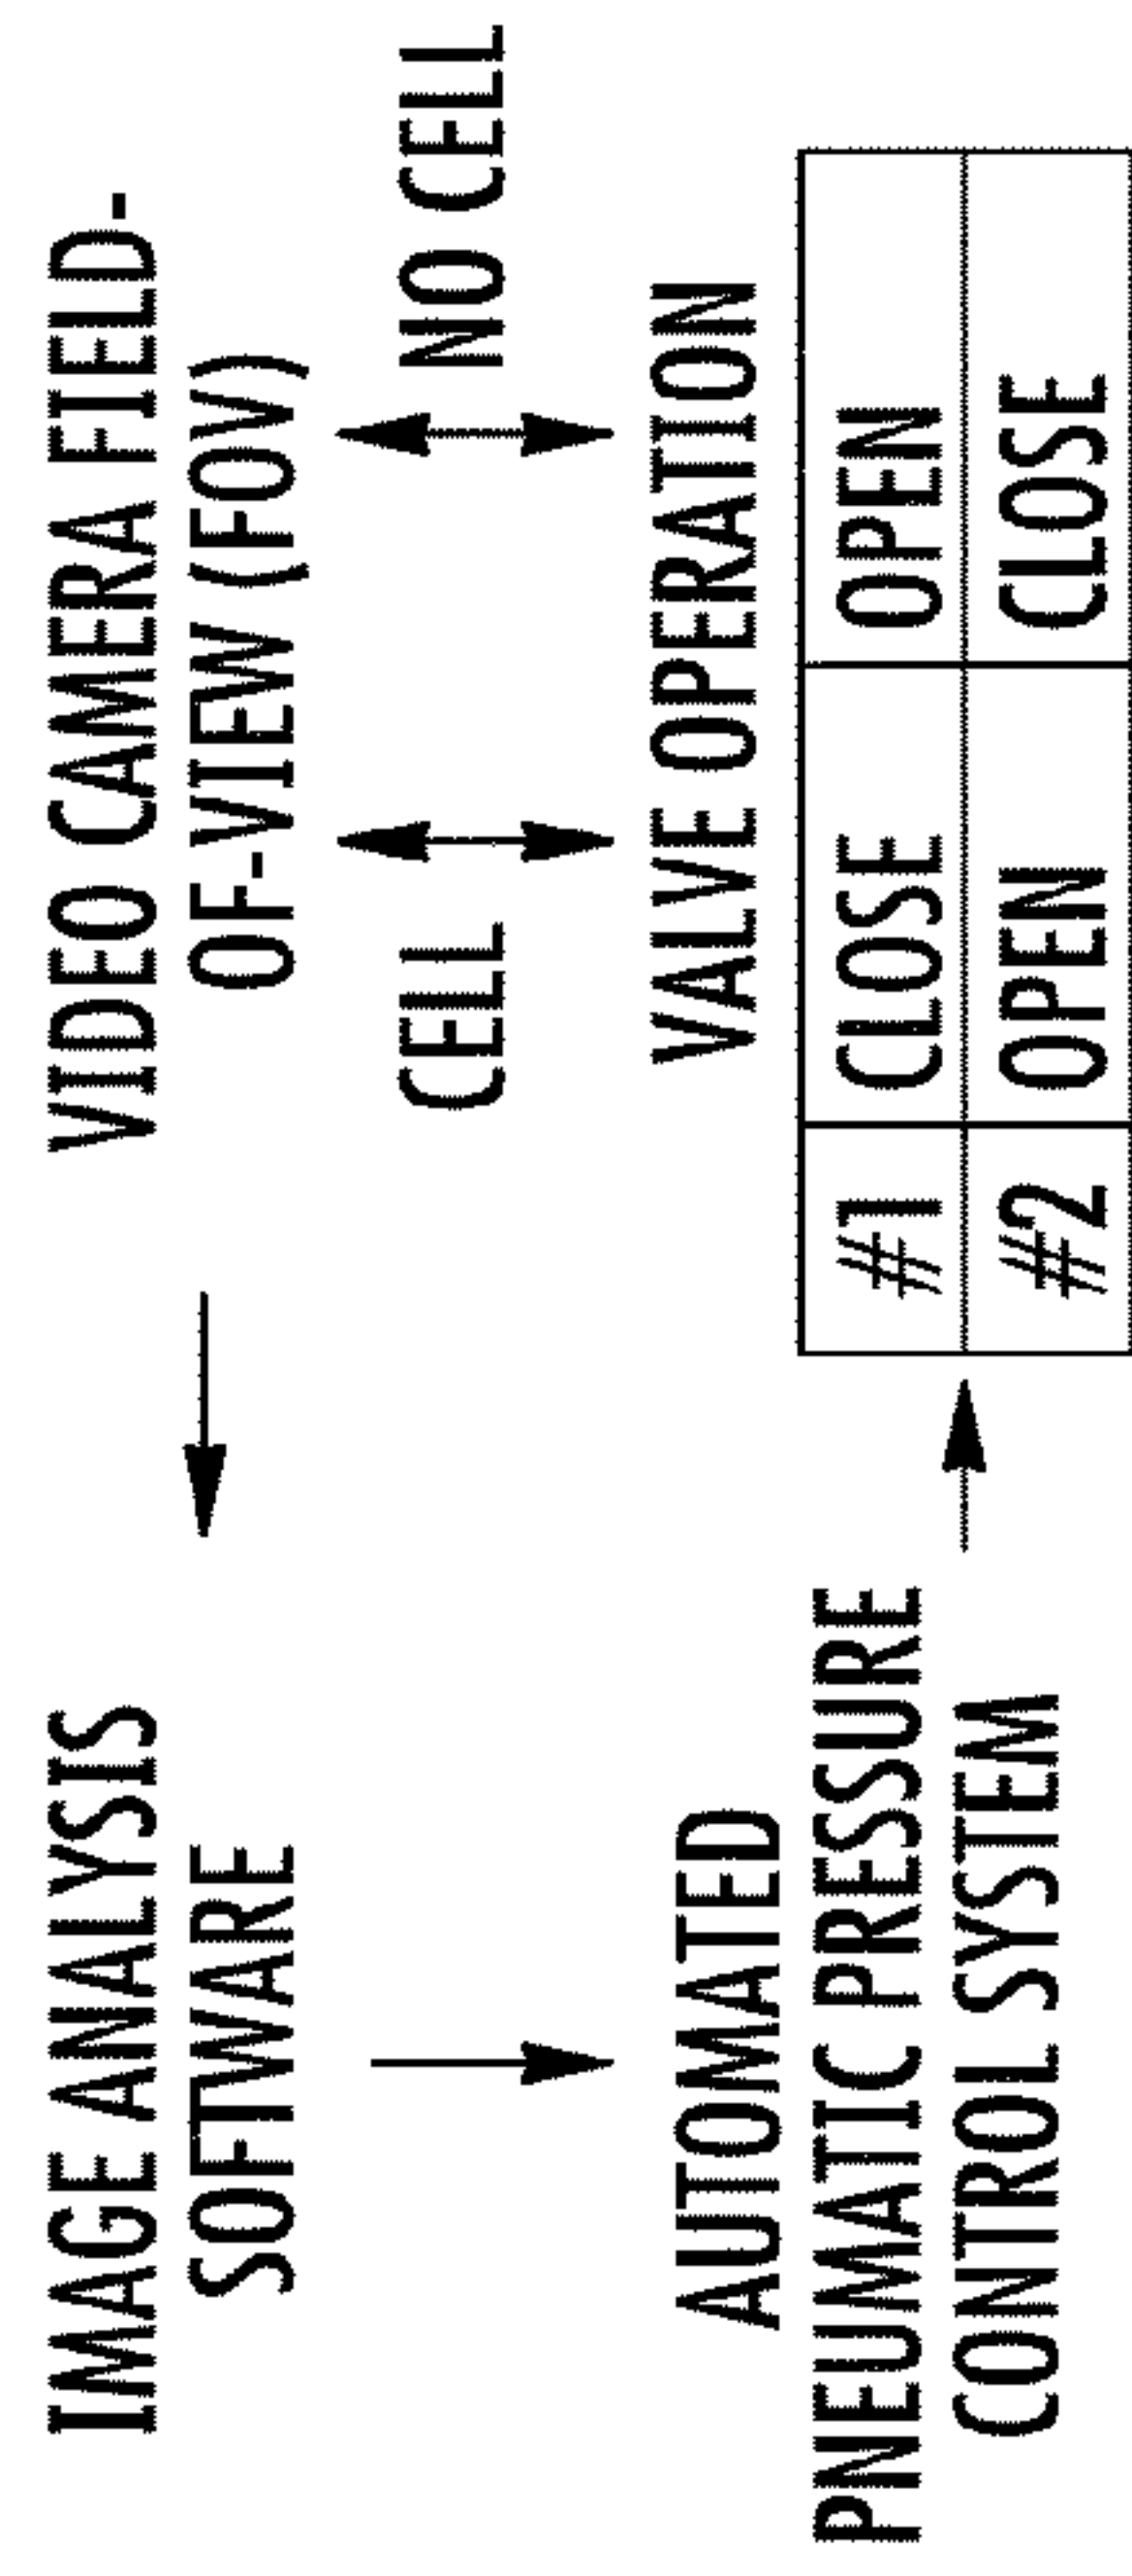 IMAGE ANALYSIS
SOFTWARE
VIDEO CAMERA FIELD-
OF-VIEW (FOV)
CELL
NO CELL
AUTOMATED
PNEUMATIC PRESSURE
CONTROL SYSTEM
VALVE OPERATION
#1 CLOSE OPEN
#2 OPEN CLOSE